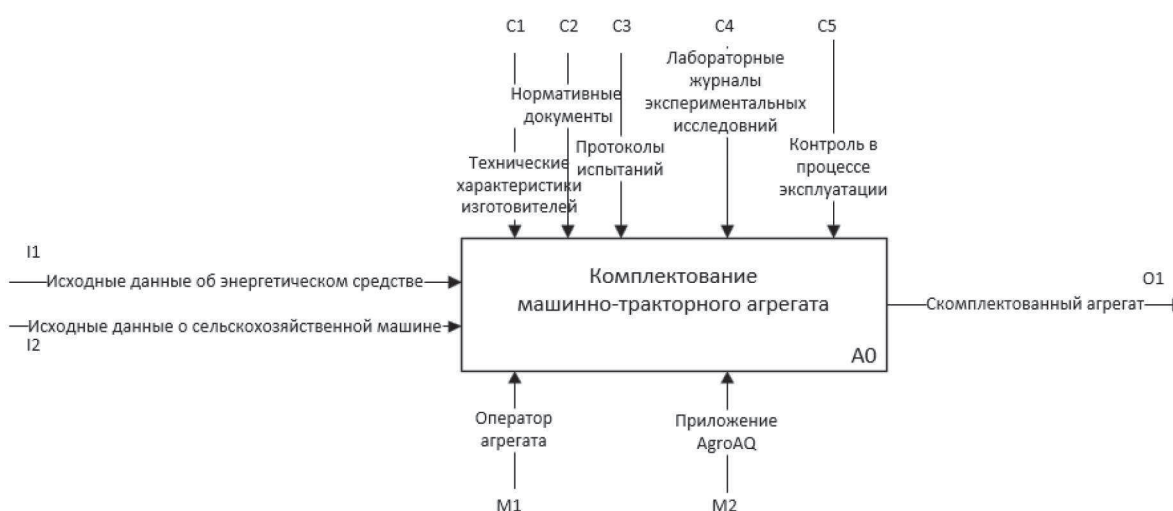 C1
C2
C3
C4
C5
Нормативные
документы
Лабораторные
журналы
экспериментальных
исследовний
Технические
характеристики
изготовителей
Протоколы
испытаний
Контроль в
процессе
эксплуатации
I1
Исходные данные об энергетическом средстве
Исходные данные о сельскохозяйственной машине
I2
Комплектование
машинно-тракторного агрегата
A0
O1
Скомплектованный агрегат
Оператор
агрегата
M1
Приложение
AgroAQ
M2